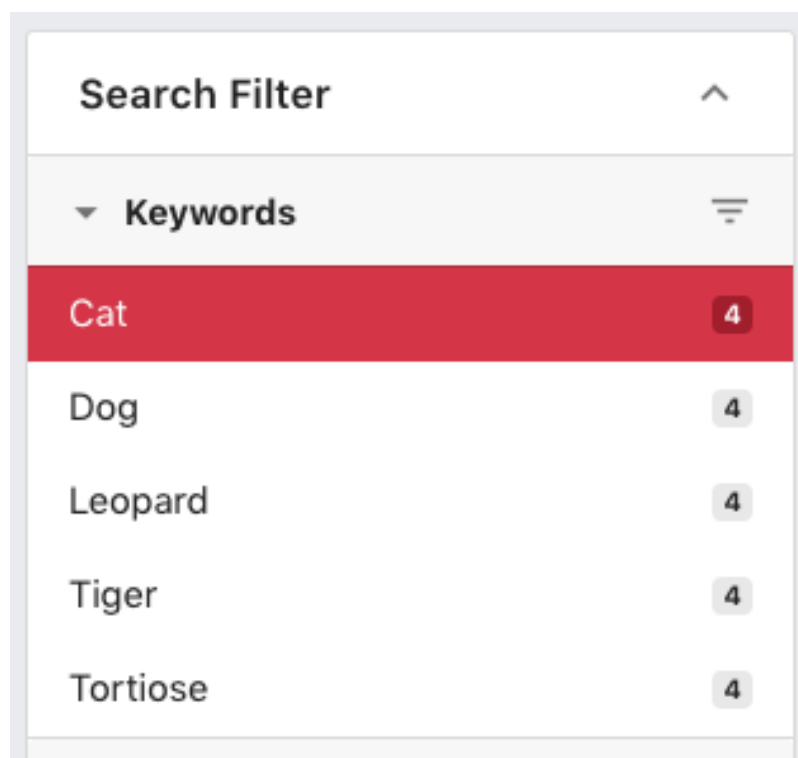 Search Filter
Keywords
Cat 4
Dog 4
Leopard 4
Tiger 4
Tortiose 4